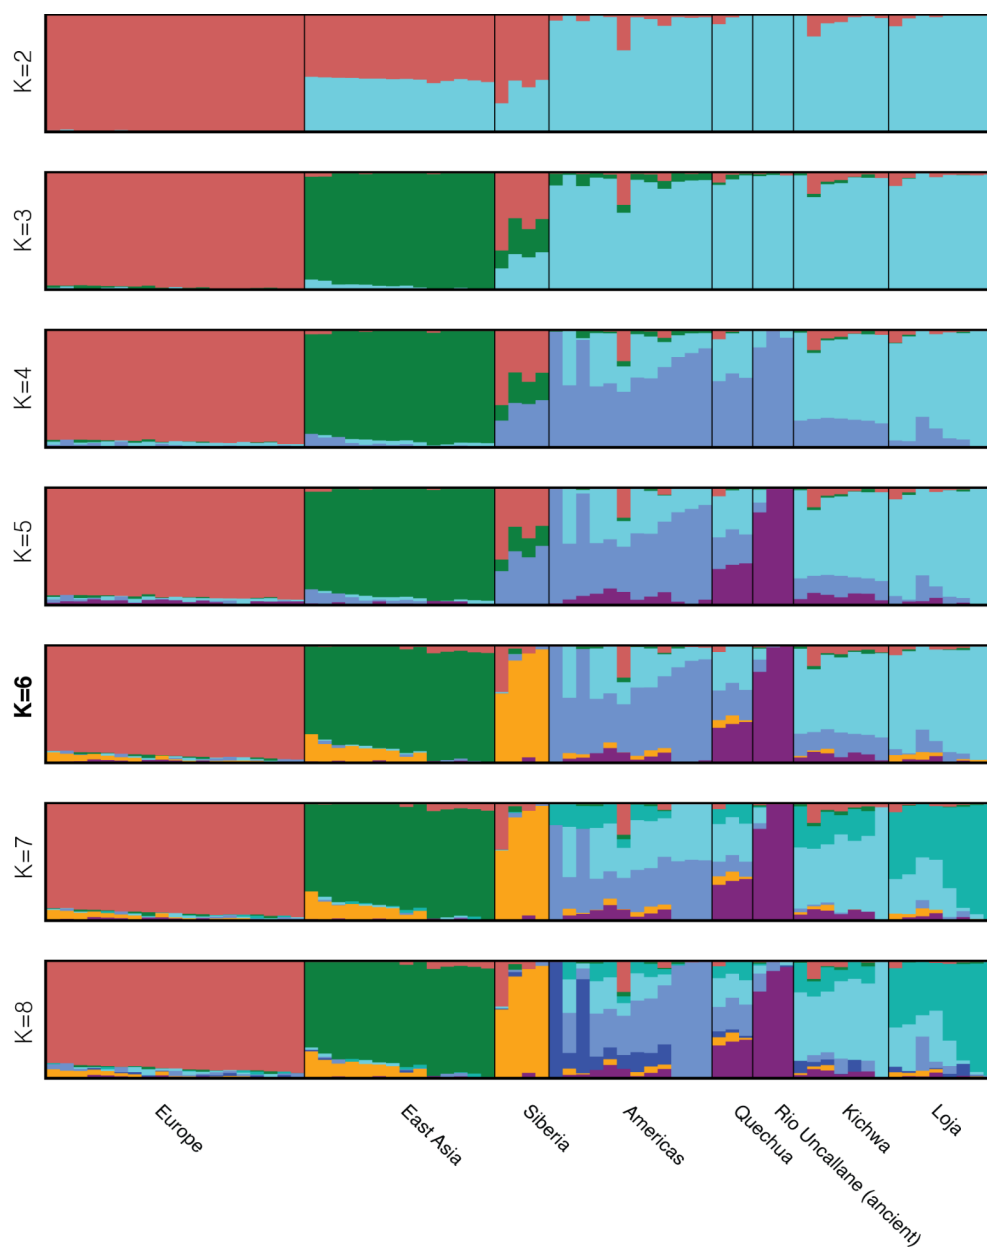 K=2
K=3
K=4
K=5
K=6
K=7
K=8
Europe
East Asia
Siberia
Americas
Quechua
Rio Uncallane (ancient)
Kichwa
Loja